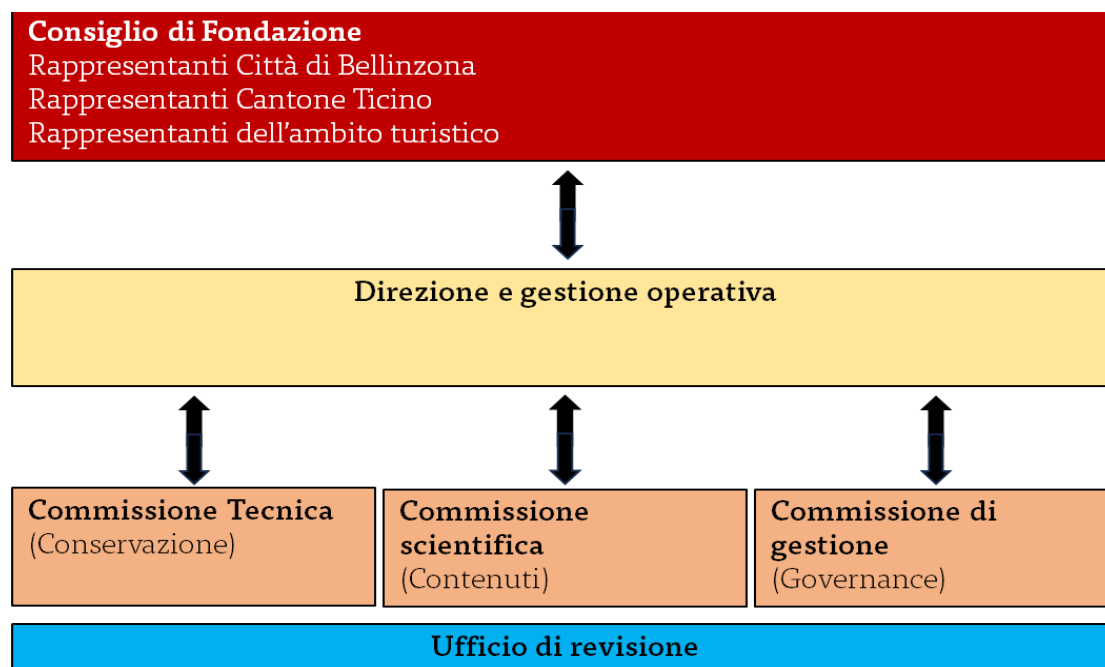 Consiglio di Fondazione
Rappresentanti Città di Bellinzona
Rappresentanti Cantone Ticino
Rappresentanti dell’ambito turistico
Direzione e gestione operativa
Commissione Tecnica
(Conservazione)
Commissione
scientifica
(Contenuti)
Commissione di
gestione
(Governance)
Ufficio di revisione